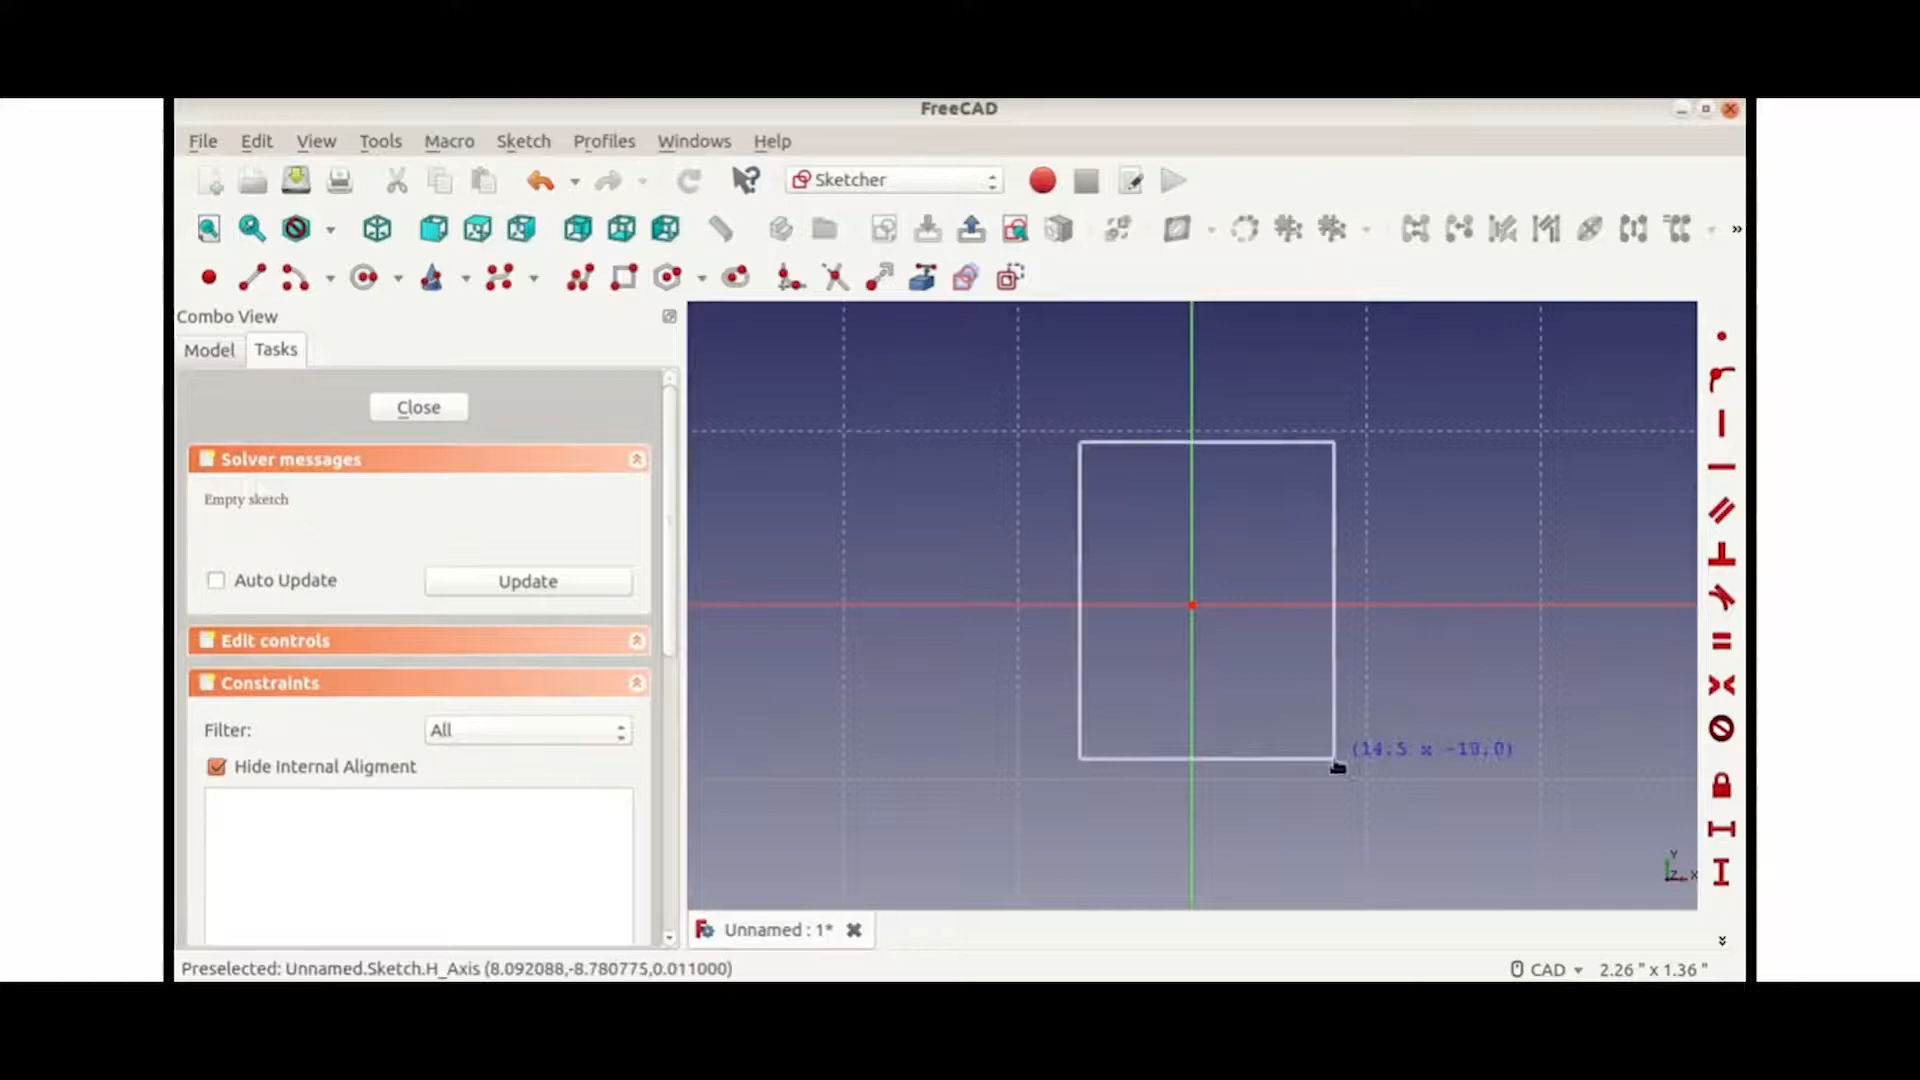 FreeCAD
File Edit View Tools Macro Sketch Profiles Windows Help
Sketcher
»
Combo View
Model Tasks
Close
Solver messages
Empty sketch
Auto Update Update
Edit controls
Constraints
Filter: All
Hide Internal Aligment
(14.5 x -18.0)
Y
Z X
Unnamed : 1*
Preselected: Unnamed.Sketch.H_Axis (8.092088,-8.780775,0.011000) CAD 2.26 " x 1.36 "